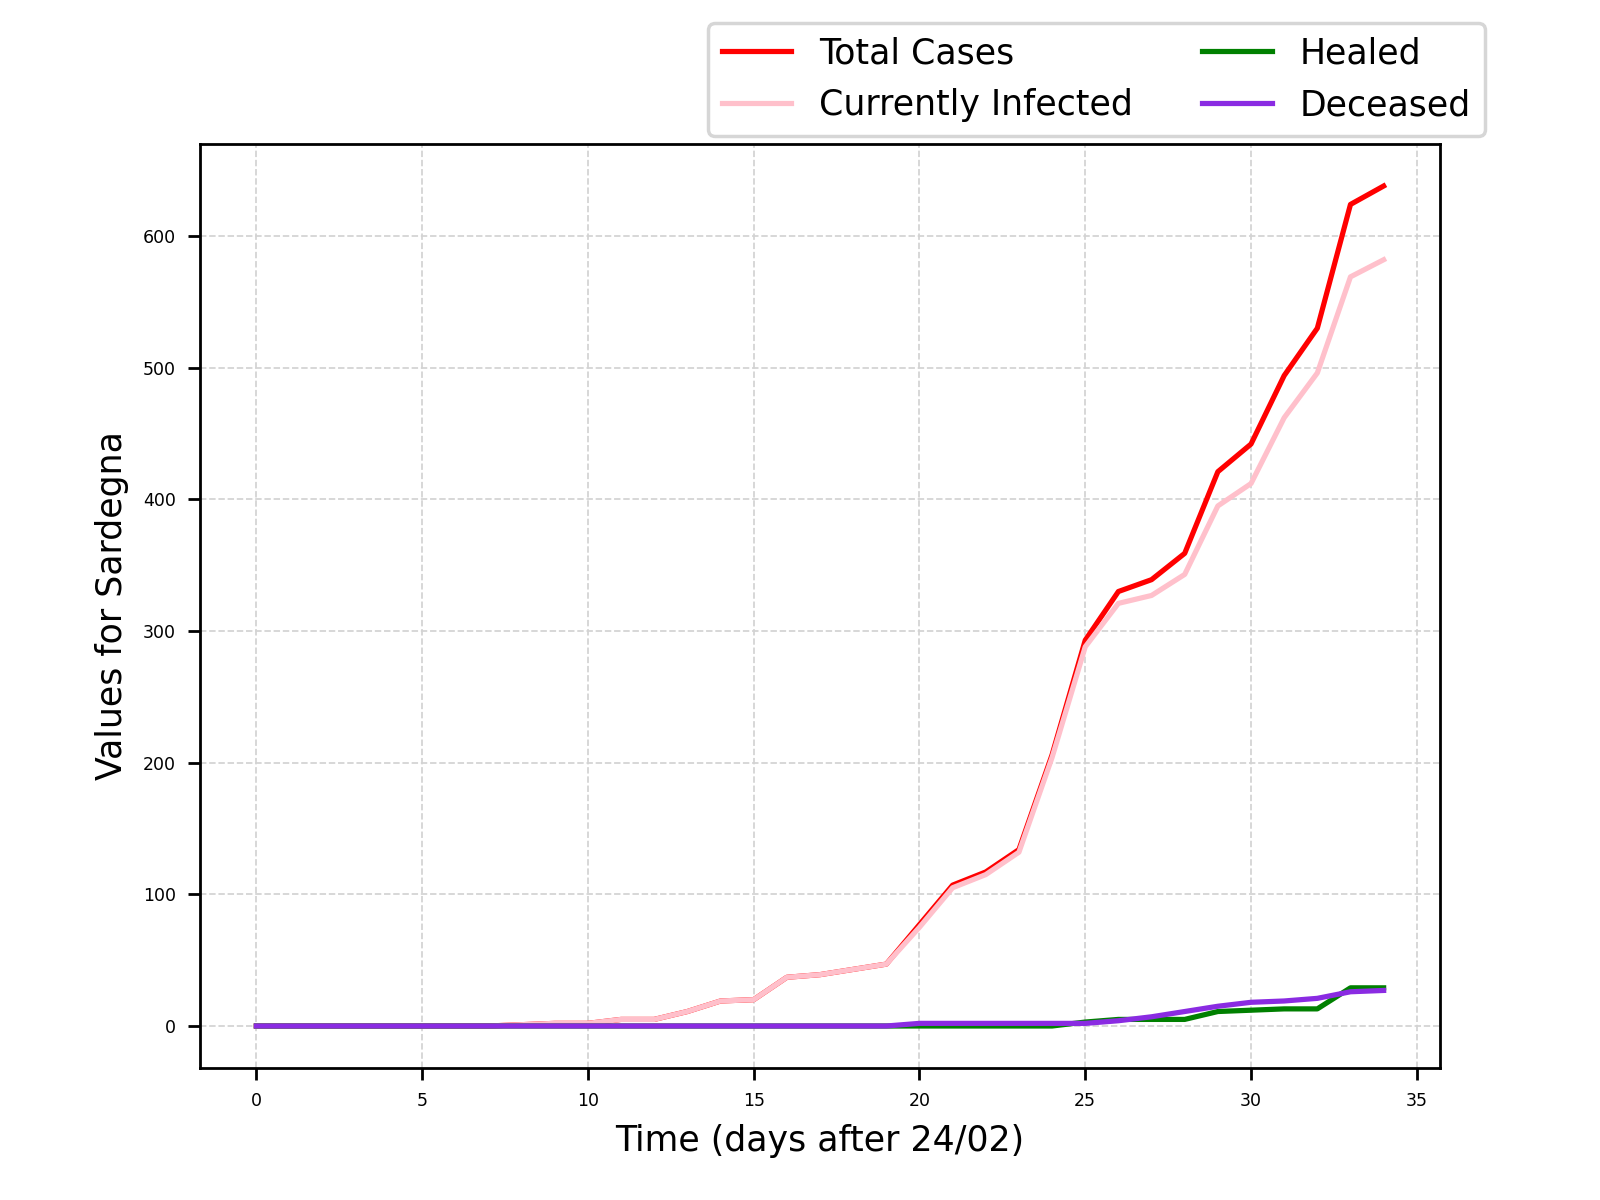 Total Cases
Currently Infected
Healed
Deceased
Values for Sardegna
600
500
400
300
200
100
0
0 5 10 15 20 25 30 35
Time (days after 24/02)